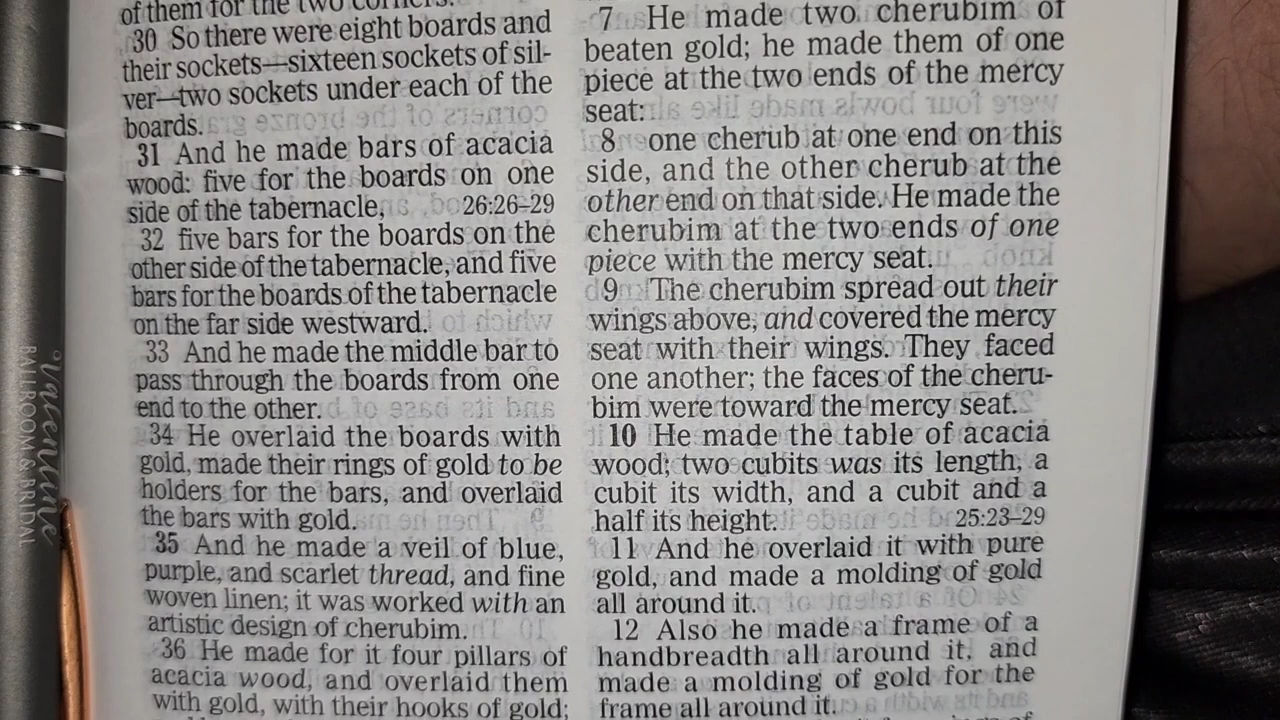 of them for the two corners.
30 So there were eight boards and
their sockets—sixteen sockets of sil-
ver—two sockets under each of the
boards.
31 And he made bars of acacia
wood: five for the boards on one
side of the tabernacle, 26:26–29
32 five bars for the boards on the
other side of the tabernacle, and five
bars for the boards of the tabernacle
on the far side westward.
33 And he made the middle bar to
pass through the boards from one
end to the other.
34 He overlaid the boards with
gold, made their rings of gold to be
holders for the bars, and overlaid
the bars with gold.
35 And he made a veil of blue,
purple, and scarlet thread, and fine
woven linen; it was worked with an
artistic design of cherubim.
36 He made for it four pillars of
acacia wood, and overlaid them
with gold, with their hooks of gold;
7 He made two cherubim of
beaten gold; he made them of one
piece at the two ends of the mercy
seat:
8 one cherub at one end on this
side, and the other cherub at the
other end on that side. He made the
cherubim at the two ends of one
piece with the mercy seat.
9 The cherubim spread out their
wings above, and covered the mercy
seat with their wings. They faced
one another; the faces of the cheru-
bim were toward the mercy seat.
10 He made the table of acacia
wood; two cubits was its length, a
cubit its width, and a cubit and a
half its height. 25:23–29
11 And he overlaid it with pure
gold, and made a molding of gold
all around it.
12 Also he made a frame of a
handbreadth all around it, and
made a molding of gold for the
frame all around it.
BALLROOM & BRIDAL